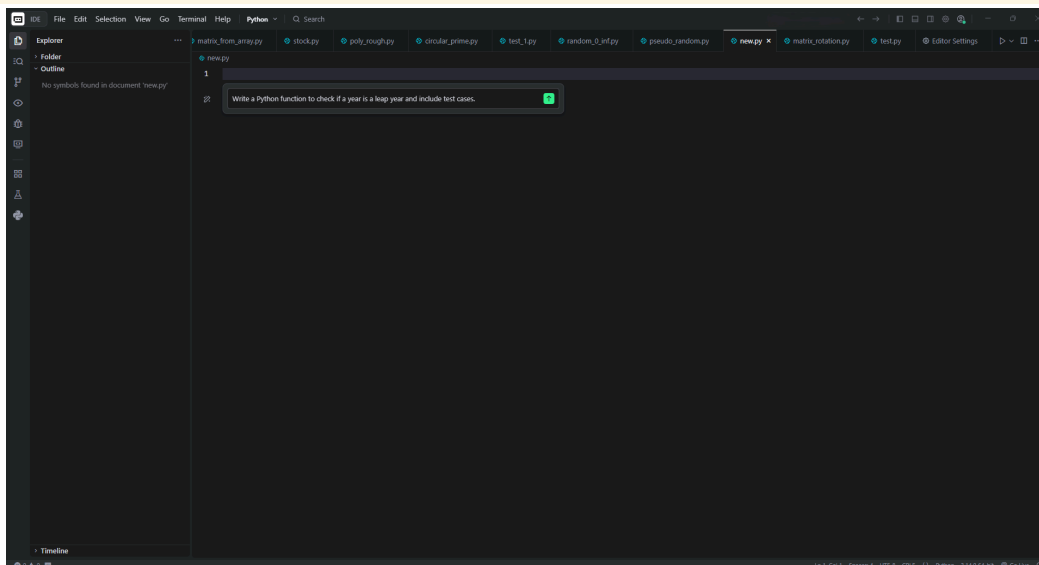 IDE File Edit Selection View Go Terminal Help Python Search
Explorer ··· matrix_from_array.py stock.py poly_rough.py circular_prime.py test_1.py random_0_inf.py pseudo_random.py new.py × matrix_rotation.py test.py Editor Settings
Folder new.py
Outline
1
No symbols found in document 'new.py'
Write a Python function to check if a year is a leap year and include test cases.
Timeline